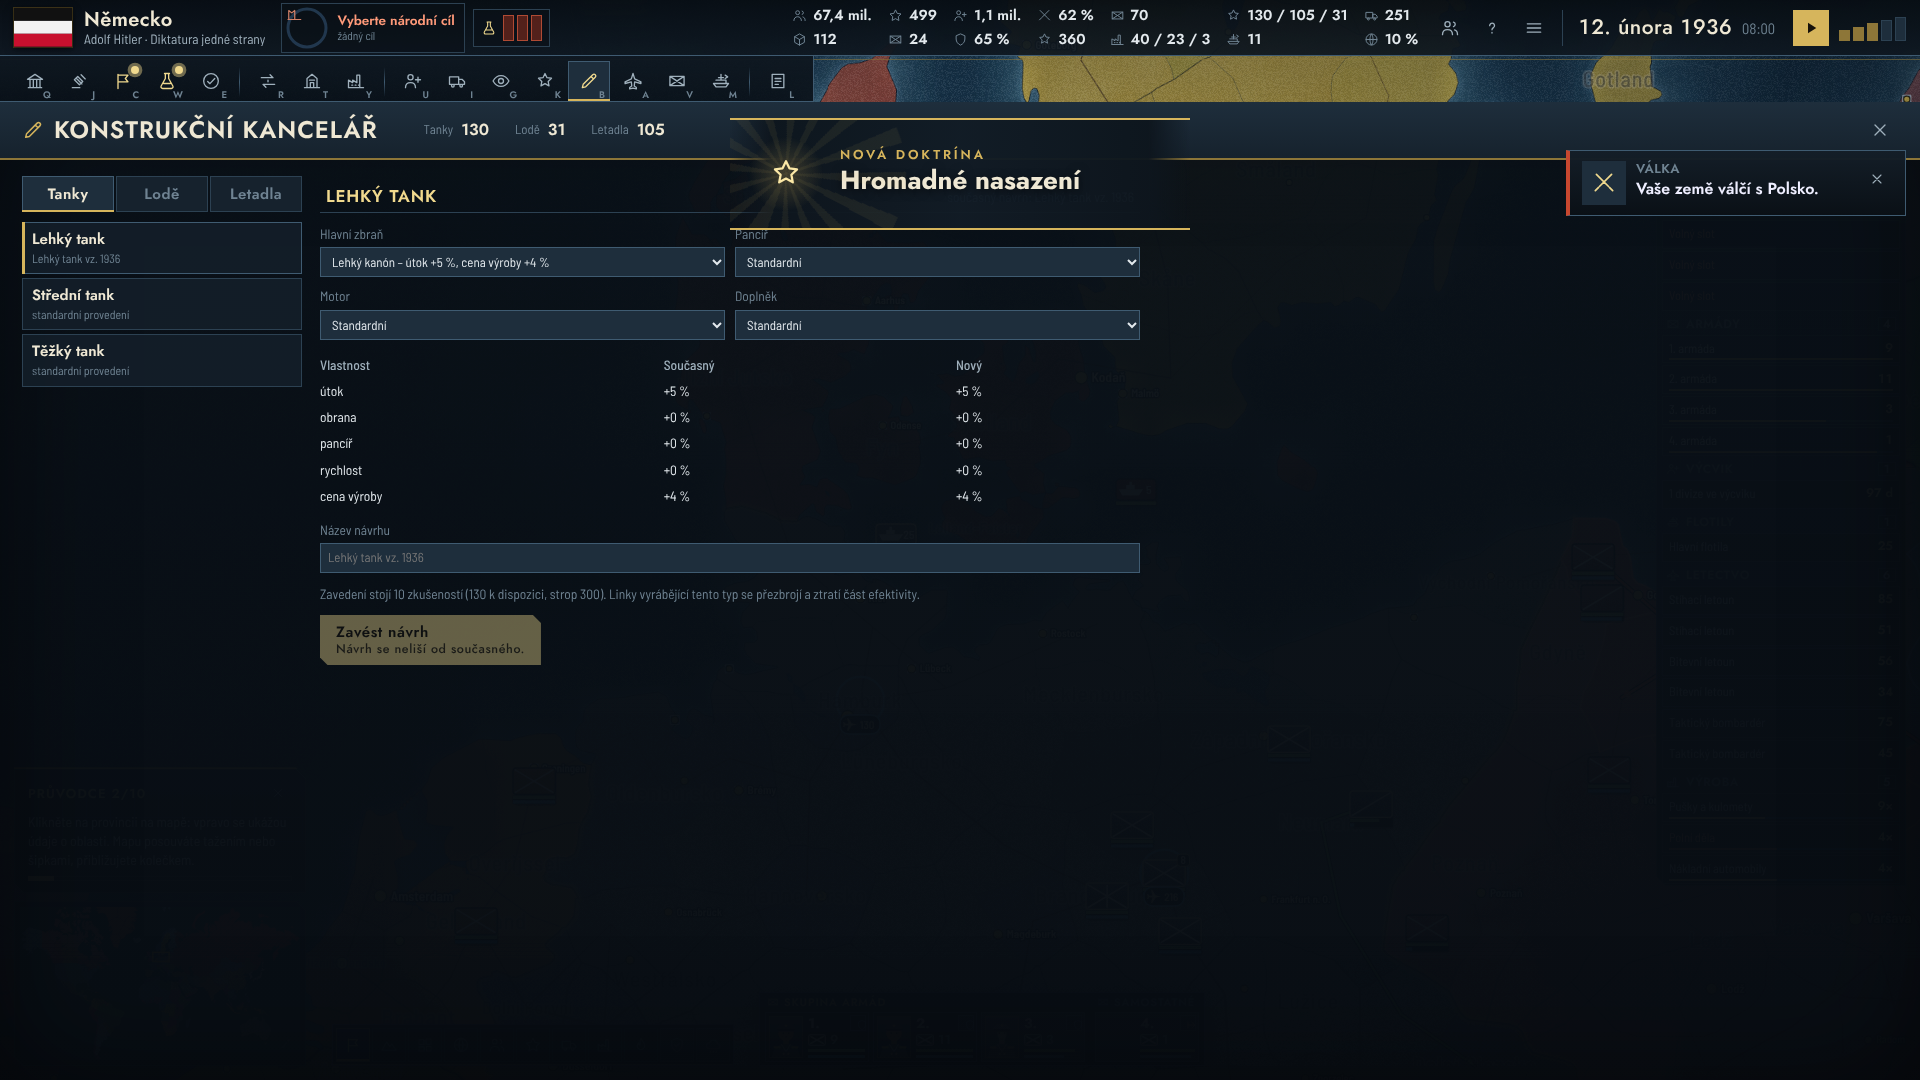 Německo
Adolf Hitler · Diktatura jedné strany
Vyberte národní cíl
žádný cíl
67,4 mil. 499 1,1 mil. 62 % 70 130 / 105 / 31 251
112 24 65 % 360 40 / 23 / 3 11 10 %
?
12. února 1936 08:00
Q J C W E R T Y U I G K B A V M L
Gotland
KONSTRUKČNÍ KANCELÁŘ
Tanky 130 Lodě 31 Letadla 105
NOVÁ DOKTRÍNA
Hromadné nasazení
VÁLKA
Vaše země válčí s Polskem.
Tanky Lodě Letadla
Lehký tank
Lehký tank vz. 1936
Střední tank
standardní provedení
Těžký tank
standardní provedení
LEHKÝ TANK
Hlavní zbraň Pancíř
Lehký kanón – útok +5 %, cena výroby +4 % Standardní
Motor Doplněk
Standardní Standardní
Vlastnost Současný Nový
útok +5 % +5 %
obrana +0 % +0 %
pancíř +0 % +0 %
rychlost +0 % +0 %
cena výroby +4 % +4 %
Název návrhu
Lehký tank vz. 1936
Zavedení stojí 10 zkušeností (130 k dispozici, strop 300). Linky vyrábějící tento typ se přezbrojí a ztratí část efektivity.
Zavést návrh
Návrh se neliší od současného.
PRŮVODCE 2/10